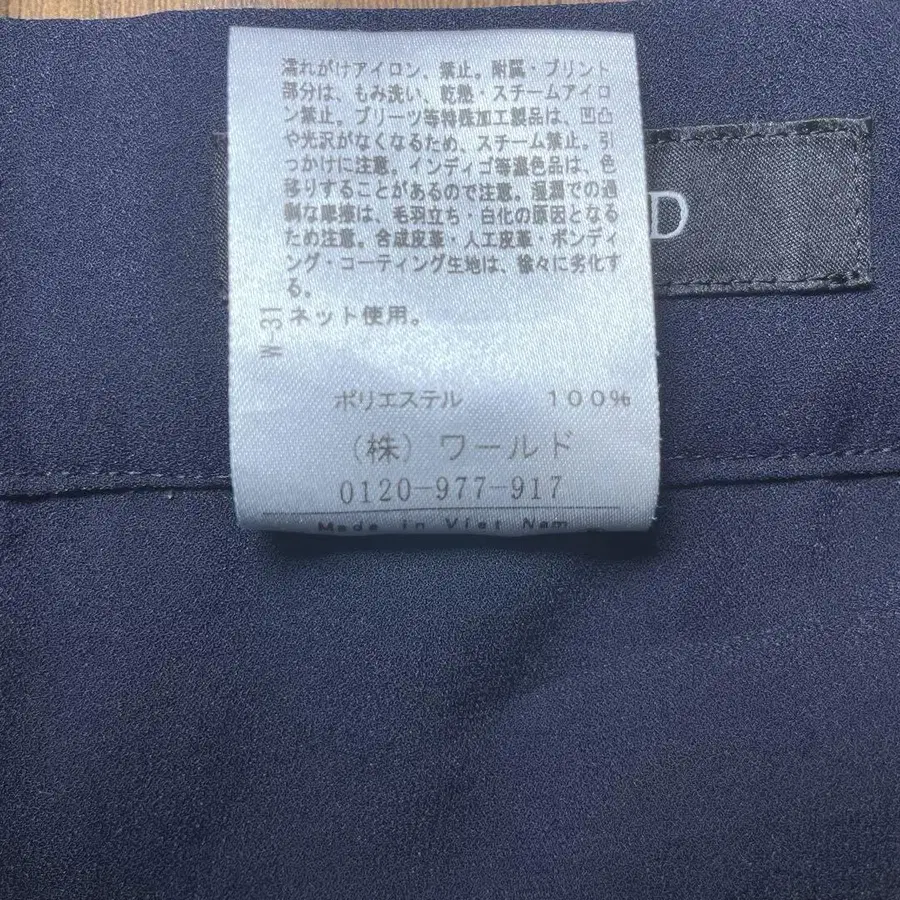 濡れがけアイロン、禁止。附属・プリント
部分は、もみ洗い、乾熱・スチームアイロ
ン禁止。プリーツ等特殊加工製品は、凹凸
や光沢がなくなるため、スチーム禁止。引
っかけに注意。インディゴ等濃色品は、色
移りすることがあるので注意。湿潤での過
剰な摩擦は、毛羽立ち・白化の原因となる
ため注意。合成皮革・人工皮革・ボンディ
ング・コーティング生地は、徐々に劣化す
る。
ネット使用。
W-31
ポリエステル 100%
(株) ワールド
0120-977-917
Made in Viet Nam
D